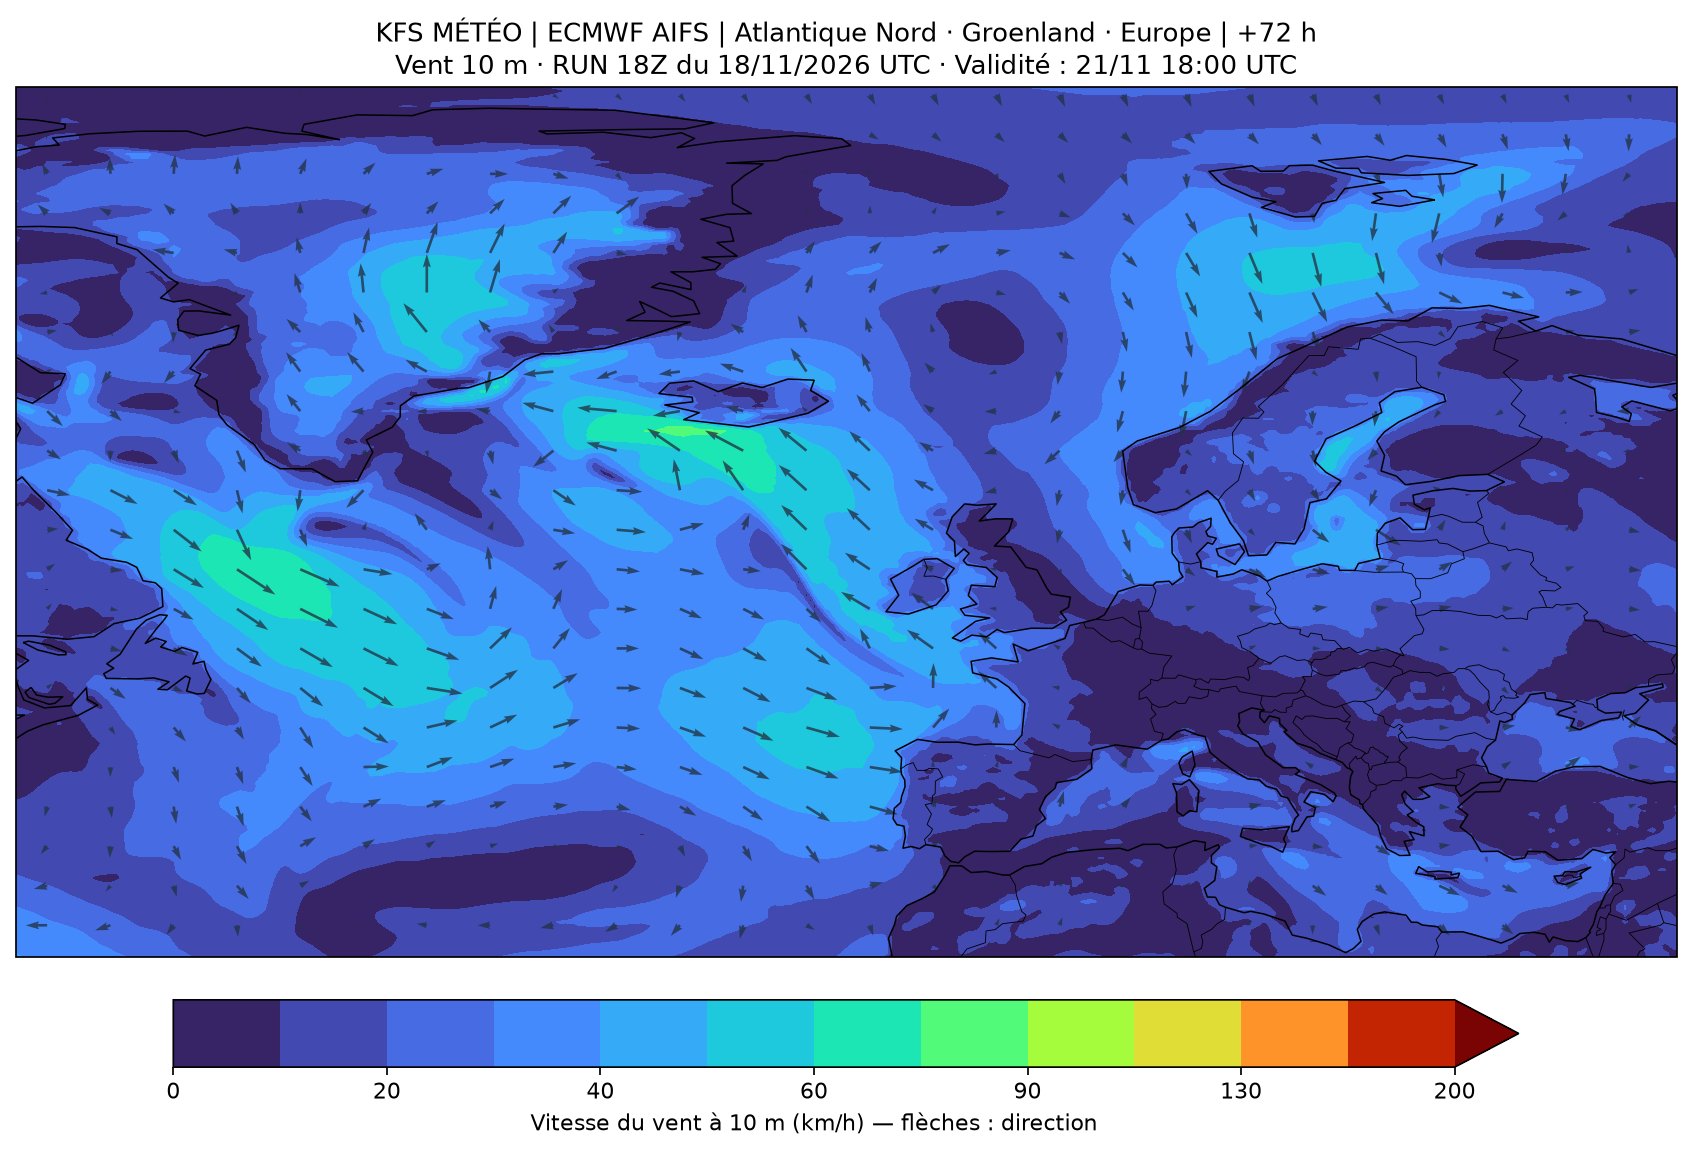 KFS MÉTÉO | ECMWF AIFS | Atlantique Nord · Groenland · Europe | +72 h
Vent 10 m · RUN 18Z du 18/11/2026 UTC · Validité : 21/11 18:00 UTC
0 20 40 60 90 130 200
Vitesse du vent à 10 m (km/h) — flèches : direction